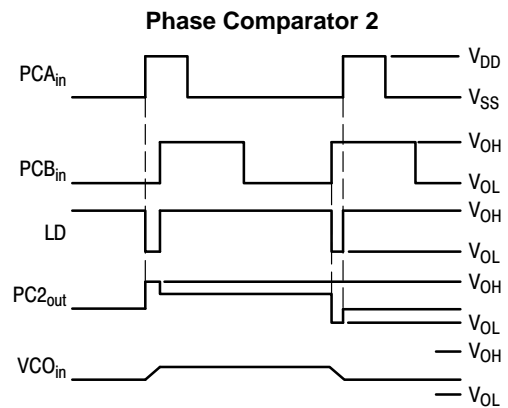 Phase Comparator 2
PCAin
VDD
VSS
PCBin
VOH
VOL
LD
VOH
VOL
PC2out
VOH
VOL
VCOin
VOH
VOL